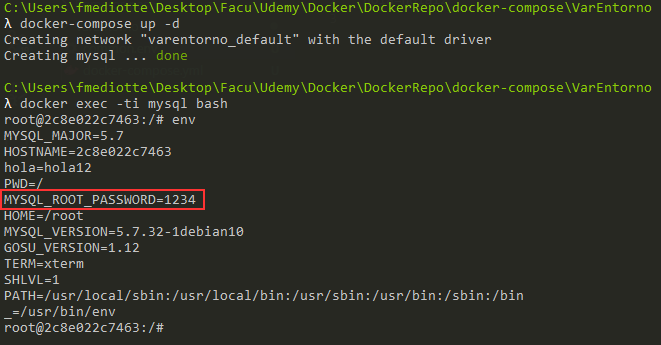 C:\Users\fmediotte\Desktop\Facu\Udemy\Docker\DockerRepo\docker-compose\VarEntorno
λ docker-compose up -d
Creating network "varentorno_default" with the default driver
Creating mysql ... done
C:\Users\fmediotte\Desktop\Facu\Udemy\Docker\DockerRepo\docker-compose\VarEntorno
λ docker exec -ti mysql bash
root@2c8e022c7463:/# env
MYSQL_MAJOR=5.7
HOSTNAME=2c8e022c7463
hola=hola12
PWD=/
MYSQL_ROOT_PASSWORD=1234
HOME=/root
MYSQL_VERSION=5.7.32-1debian10
GOSU_VERSION=1.12
TERM=xterm
SHLVL=1
PATH=/usr/local/sbin:/usr/local/bin:/usr/sbin:/usr/bin:/sbin:/bin
_=/usr/bin/env
root@2c8e022c7463:/#